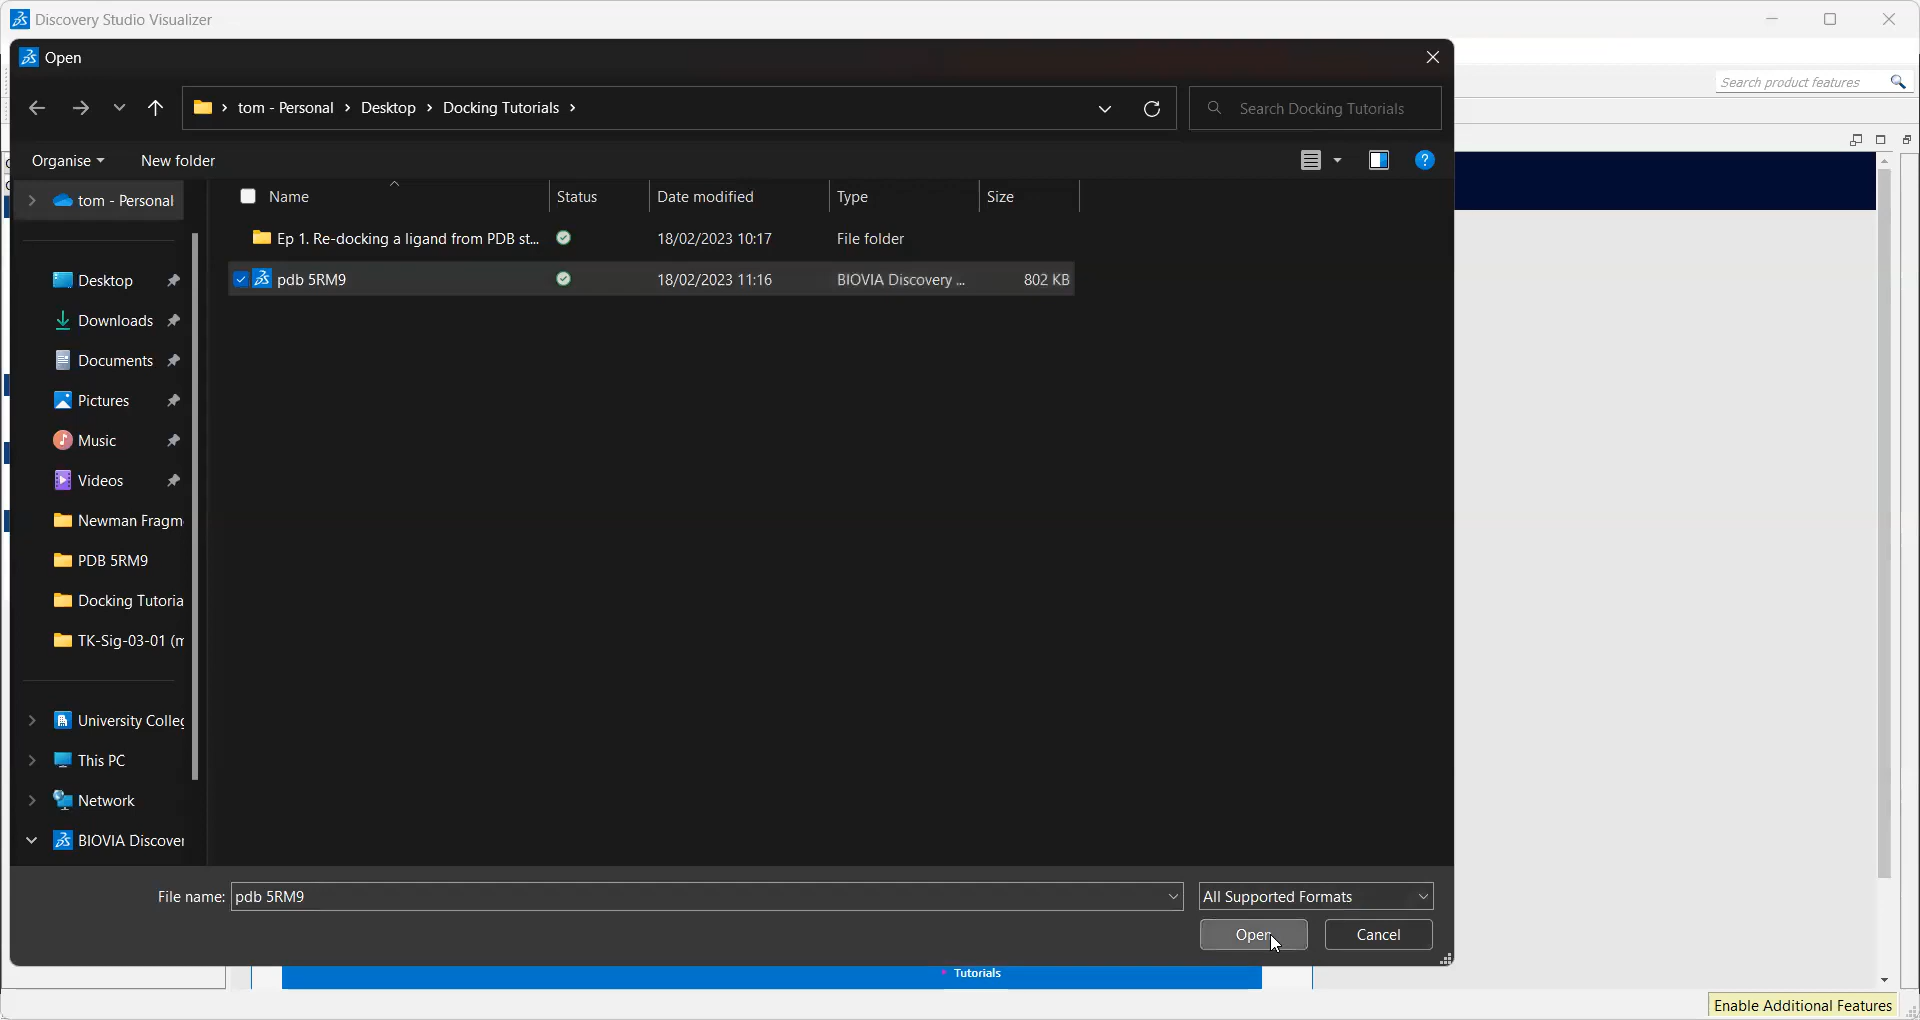 Discovery Studio Visualizer
Open
Search product features
tom - Personal > Desktop > Docking Tutorials >
Search Docking Tutorials
Organise
New folder
Name
Status
Date modified
Type
Size
tom - Personal
Ep 1. Re-docking a ligand from PDB st...
18/02/2023 10:17
File folder
pdb 5RM9
18/02/2023 11:16
BIOVIA Discovery ...
802 KB
Desktop
Downloads
Documents
Pictures
Music
Videos
Newman Fragm
PDB 5RM9
Docking Tutoria
TK-Sig-03-01 (m
University Colleg
This PC
Network
BIOVIA Discover
File name: pdb 5RM9
All Supported Formats
Open
Cancel
Tutorials
Enable Additional Features